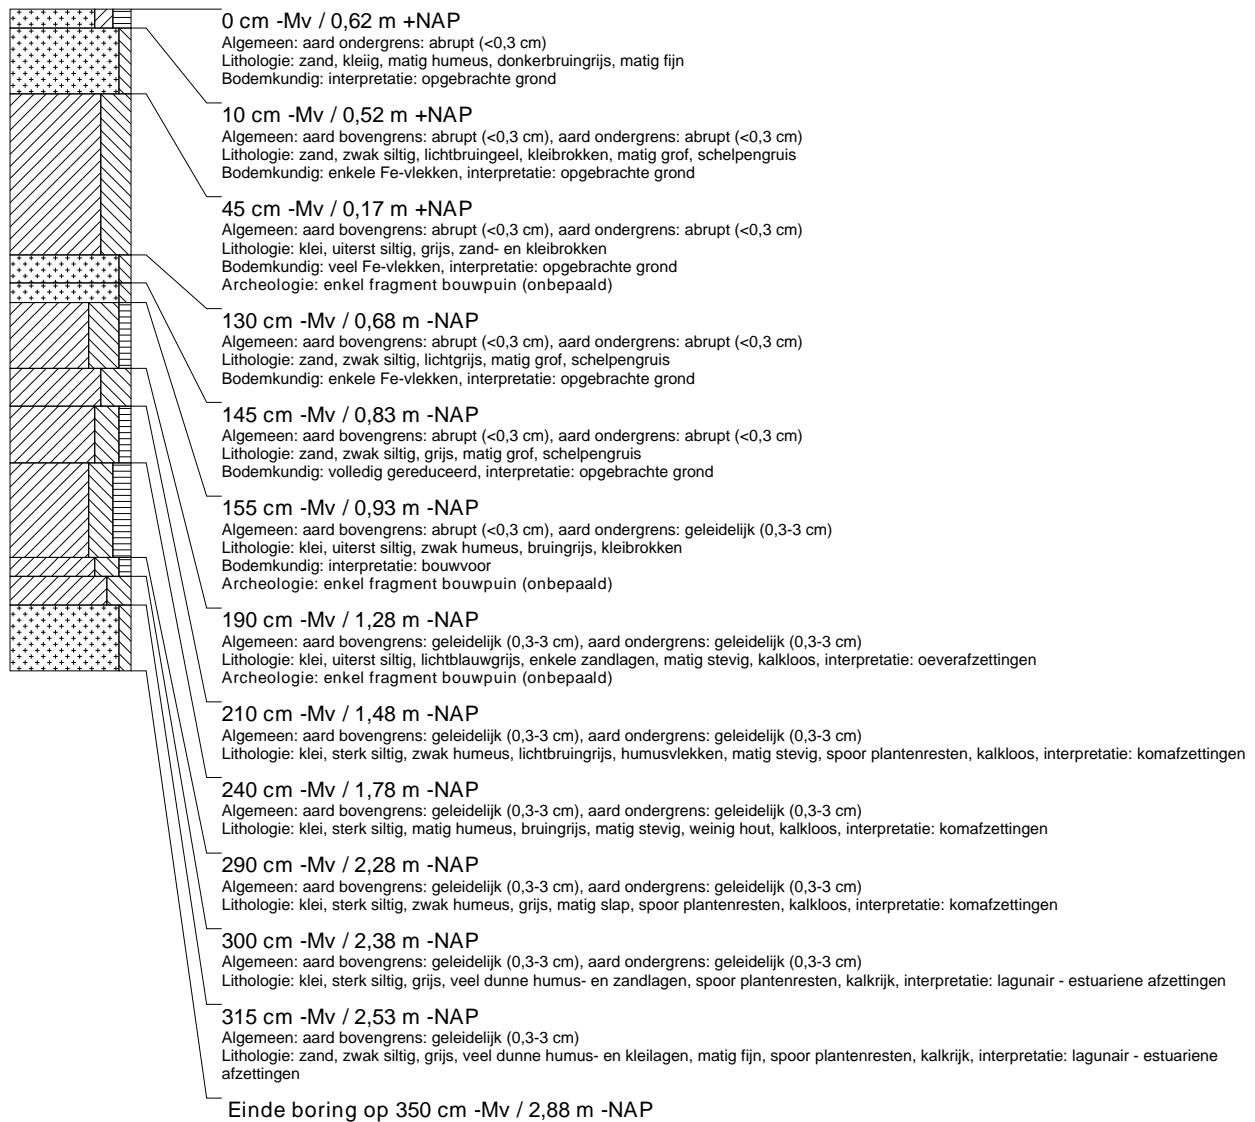 0 cm -Mv / 0,62 m +NAP
Algemeen: aard ondergrens: abrupt (<0,3 cm)
Lithologie: zand, kleiig, matig humeus, donkerbruingrijs, matig fijn
Bodemkundig: interpretatie: opgebrachte grond
10 cm -Mv / 0,52 m +NAP
Algemeen: aard bovengrens: abrupt (<0,3 cm), aard ondergrens: abrupt (<0,3 cm)
Lithologie: zand, zwak siltig, lichtbruingeel, kleibrokken, matig grof, schelpengruis
Bodemkundig: enkele Fe-vlekken, interpretatie: opgebrachte grond
45 cm -Mv / 0,17 m +NAP
Algemeen: aard bovengrens: abrupt (<0,3 cm), aard ondergrens: abrupt (<0,3 cm)
Lithologie: klei, uiterst siltig, grijs, zand- en kleibrokken
Bodemkundig: veel Fe-vlekken, interpretatie: opgebrachte grond
Archeologie: enkel fragment bouwpuin (onbepaald)
130 cm -Mv / 0,68 m -NAP
Algemeen: aard bovengrens: abrupt (<0,3 cm), aard ondergrens: abrupt (<0,3 cm)
Lithologie: zand, zwak siltig, lichtgrijs, matig grof, schelpengruis
Bodemkundig: enkele Fe-vlekken, interpretatie: opgebrachte grond
145 cm -Mv / 0,83 m -NAP
Algemeen: aard bovengrens: abrupt (<0,3 cm), aard ondergrens: abrupt (<0,3 cm)
Lithologie: zand, zwak siltig, grijs, matig grof, schelpengruis
Bodemkundig: volledig gereduceerd, interpretatie: opgebrachte grond
155 cm -Mv / 0,93 m -NAP
Algemeen: aard bovengrens: abrupt (<0,3 cm), aard ondergrens: geleidelijk (0,3-3 cm)
Lithologie: klei, uiterst siltig, zwak humeus, bruingrijs, kleibrokken
Bodemkundig: interpretatie: bouwvoor
Archeologie: enkel fragment bouwpuin (onbepaald)
190 cm -Mv / 1,28 m -NAP
Algemeen: aard bovengrens: geleidelijk (0,3-3 cm), aard ondergrens: geleidelijk (0,3-3 cm)
Lithologie: klei, uiterst siltig, lichtblauwgrijs, enkele zandlagen, matig stevig, kalkloos, interpretatie: oeverafzettingen
Archeologie: enkel fragment bouwpuin (onbepaald)
210 cm -Mv / 1,48 m -NAP
Algemeen: aard bovengrens: geleidelijk (0,3-3 cm), aard ondergrens: geleidelijk (0,3-3 cm)
Lithologie: klei, sterk siltig, zwak humeus, lichtbruingrijs, humusvlekken, matig stevig, spoor plantenresten, kalkloos, interpretatie: komafzettingen
240 cm -Mv / 1,78 m -NAP
Algemeen: aard bovengrens: geleidelijk (0,3-3 cm), aard ondergrens: geleidelijk (0,3-3 cm)
Lithologie: klei, sterk siltig, matig humeus, bruingrijs, matig stevig, weinig hout, kalkloos, interpretatie: komafzettingen
290 cm -Mv / 2,28 m -NAP
Algemeen: aard bovengrens: geleidelijk (0,3-3 cm), aard ondergrens: geleidelijk (0,3-3 cm)
Lithologie: klei, sterk siltig, zwak humeus, grijs, matig slap, spoor plantenresten, kalkloos, interpretatie: komafzettingen
300 cm -Mv / 2,38 m -NAP
Algemeen: aard bovengrens: geleidelijk (0,3-3 cm), aard ondergrens: geleidelijk (0,3-3 cm)
Lithologie: klei, sterk siltig, grijs, veel dunne humus- en zandlagen, spoor plantenresten, kalkrijk, interpretatie: lagunair - estuariene afzettingen
315 cm -Mv / 2,53 m -NAP
Algemeen: aard bovengrens: geleidelijk (0,3-3 cm)
Lithologie: zand, zwak siltig, grijs, veel dunne humus- en kleilagen, matig fijn, spoor plantenresten, kalkrijk, interpretatie: lagunair - estuariene
afzettingen
Einde boring op 350 cm -Mv / 2,88 m -NAP